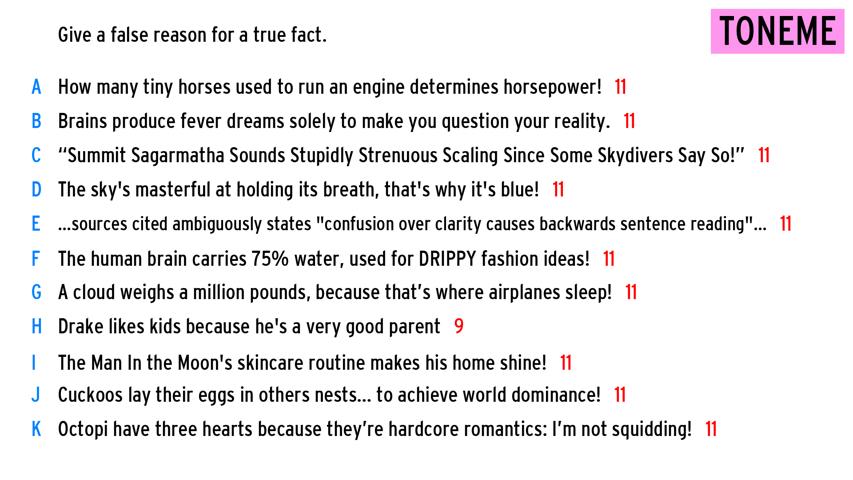 Give a false reason for a true fact.
TONEME
A How many tiny horses used to run an engine determines horsepower! 11
B Brains produce fever dreams solely to make you question your reality. 11
C “Summit Sagarmatha Sounds Stupidly Strenuous Scaling Since Some Skydivers Say So!” 11
D The sky's masterful at holding its breath, that's why it's blue! 11
E ...sources cited ambiguously states "confusion over clarity causes backwards sentence reading"... 11
F The human brain carries 75% water, used for DRIPPY fashion ideas! 11
G A cloud weighs a million pounds, because that’s where airplanes sleep! 11
H Drake likes kids because he's a very good parent 9
I The Man In the Moon's skincare routine makes his home shine! 11
J Cuckoos lay their eggs in others nests... to achieve world dominance! 11
K Octopi have three hearts because they’re hardcore romantics: I’m not squidding! 11